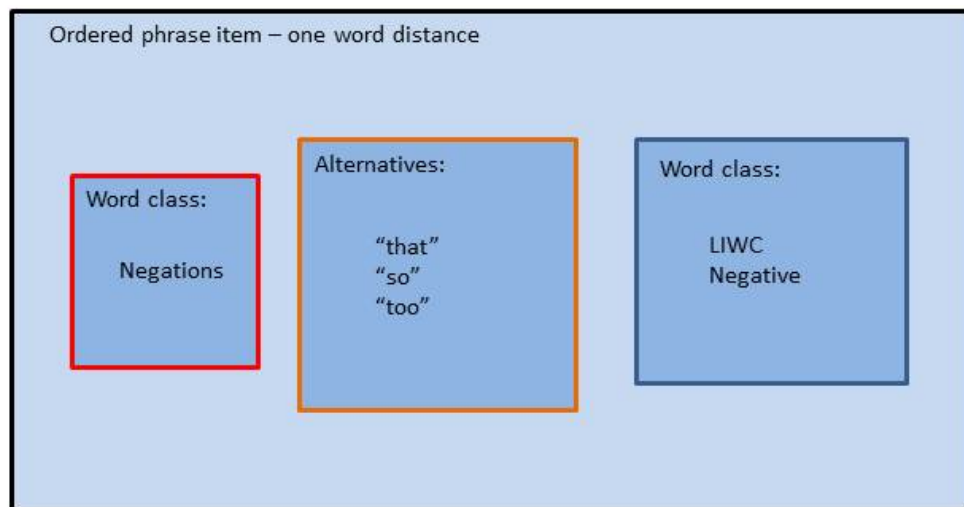 Ordered phrase item – one word distance
Word class:
Negations
Alternatives:
“that”
“so”
“too”
Word class:
LIWC
Negative